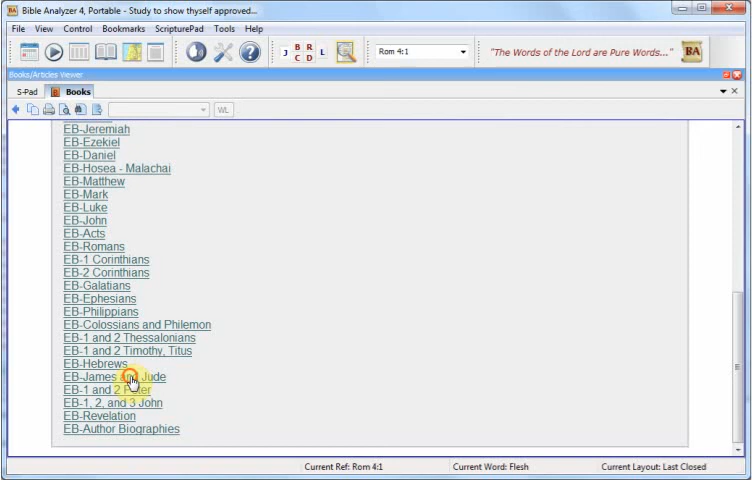 Bible Analyzer 4, Portable - Study to show thyself approved...
File View Control Bookmarks ScripturePad Tools Help
J B R C D L Rom 4:1 "The Words of the Lord are Pure Words..." BA
Books/Articles Viewer
S-Pad Books
WL
EB-Jeremiah
EB-Ezekiel
EB-Daniel
EB-Hosea - Malachai
EB-Matthew
EB-Mark
EB-Luke
EB-John
EB-Acts
EB-Romans
EB-1 Corinthians
EB-2 Corinthians
EB-Galatians
EB-Ephesians
EB-Philippians
EB-Colossians and Philemon
EB-1 and 2 Thessalonians
EB-1 and 2 Timothy, Titus
EB-Hebrews
EB-James and Jude
EB-1 and 2 Peter
EB-1, 2, and 3 John
EB-Revelation
EB-Author Biographies
Current Ref: Rom 4:1 Current Word: Flesh Current Layout: Last Closed